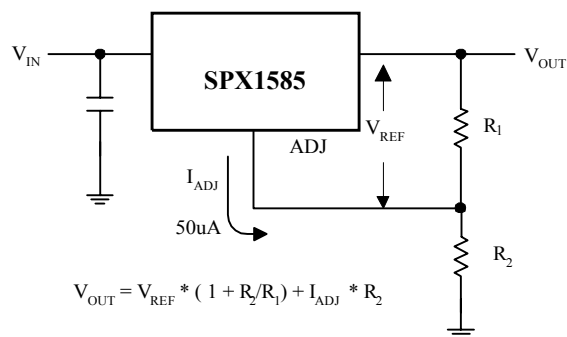 V_IN
SPX1585
V_OUT
ADJ
V_REF
R_1
I_ADJ
50uA
R_2
V_OUT = V_REF * ( 1 + R_2/R_1) + I_ADJ * R_2